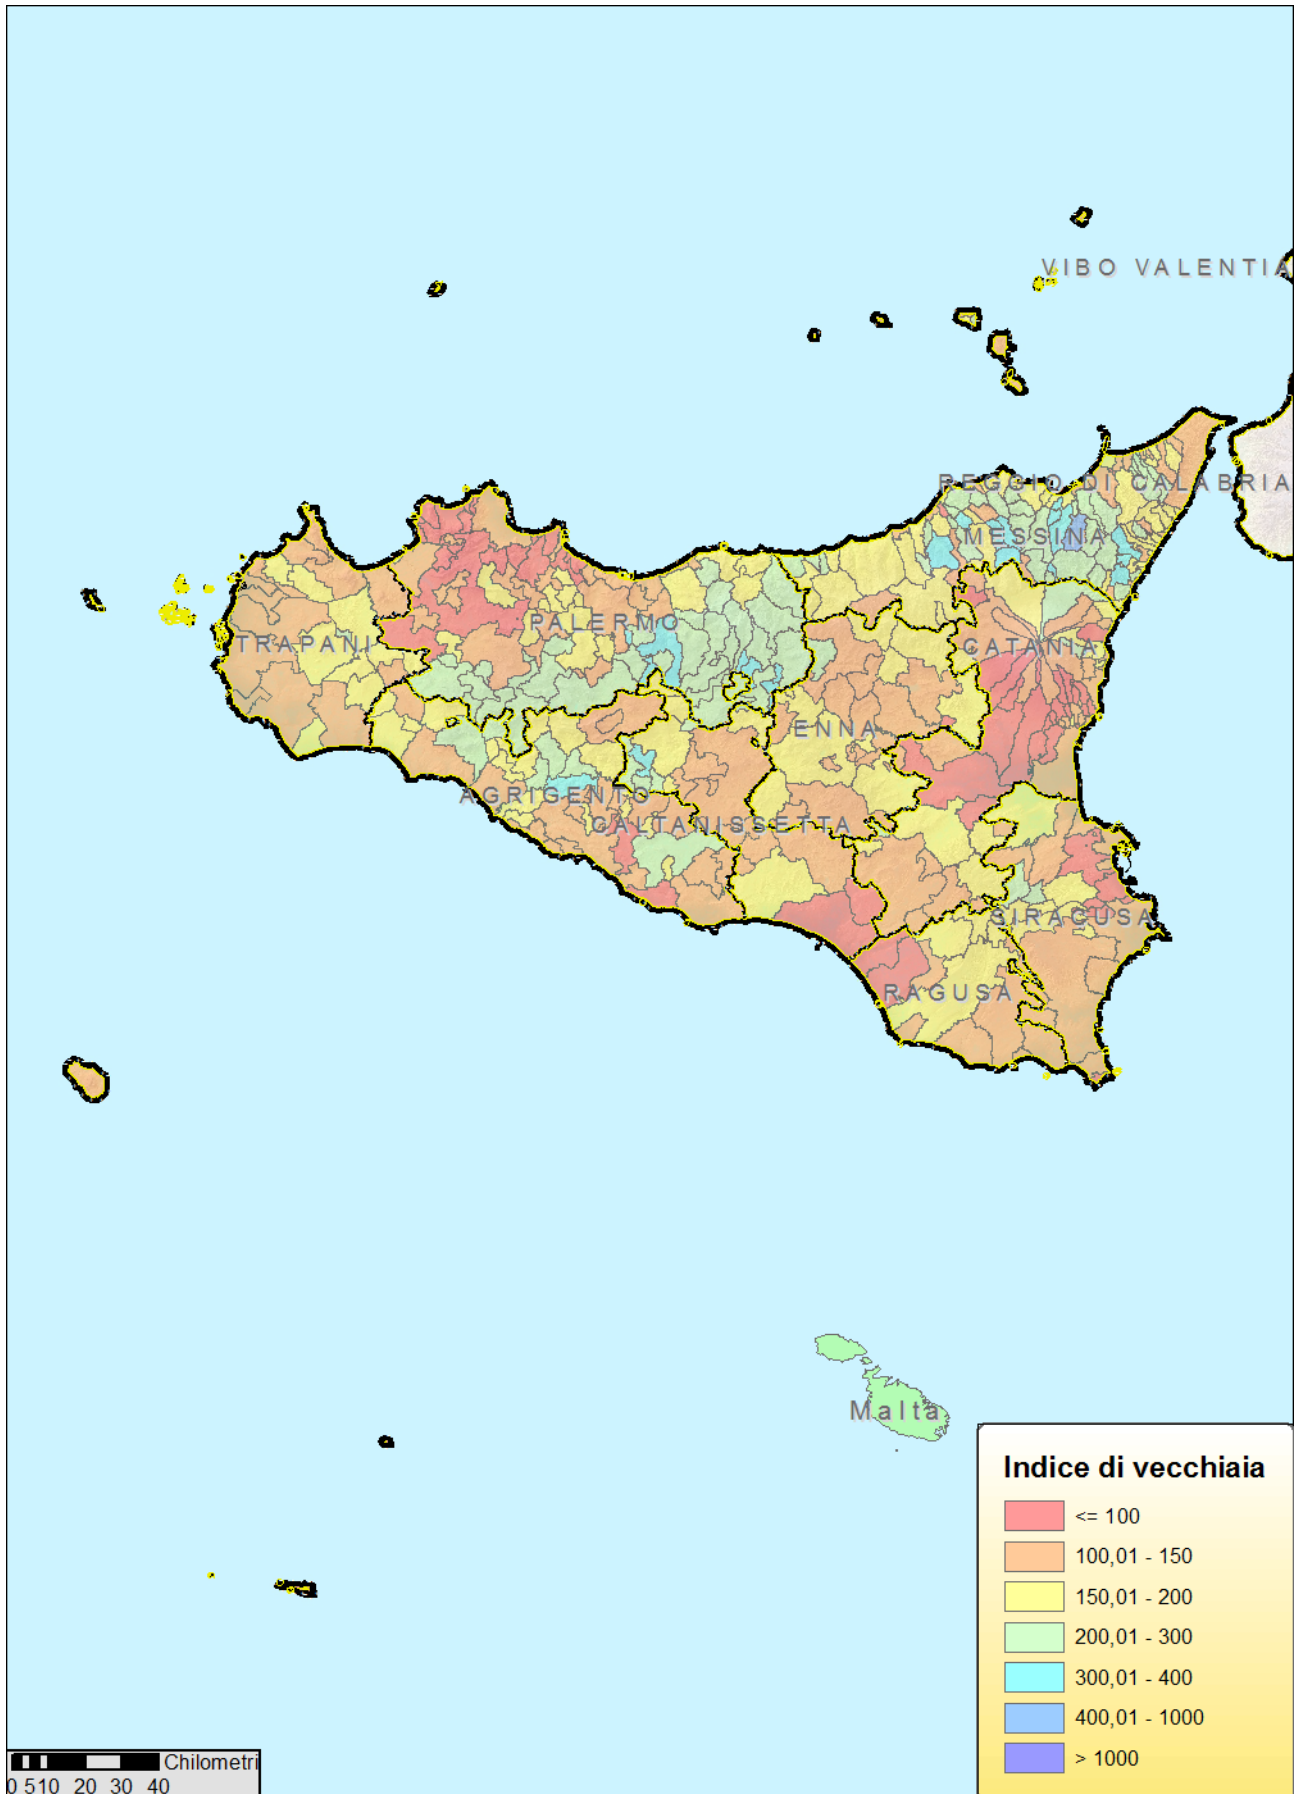 VIBO VALENTIA
REGGIO DI CALABRIA
MESSINA
PALERMO
TRAPANI
CATANIA
ENNA
AGRIGENTO
CALTANISSETTA
SIRACUSA
RAGUSA
Malta
Indice di vecchiaia
<= 100
100,01 - 150
150,01 - 200
200,01 - 300
300,01 - 400
400,01 - 1000
> 1000
Chilometri
0 5 10 20 30 40